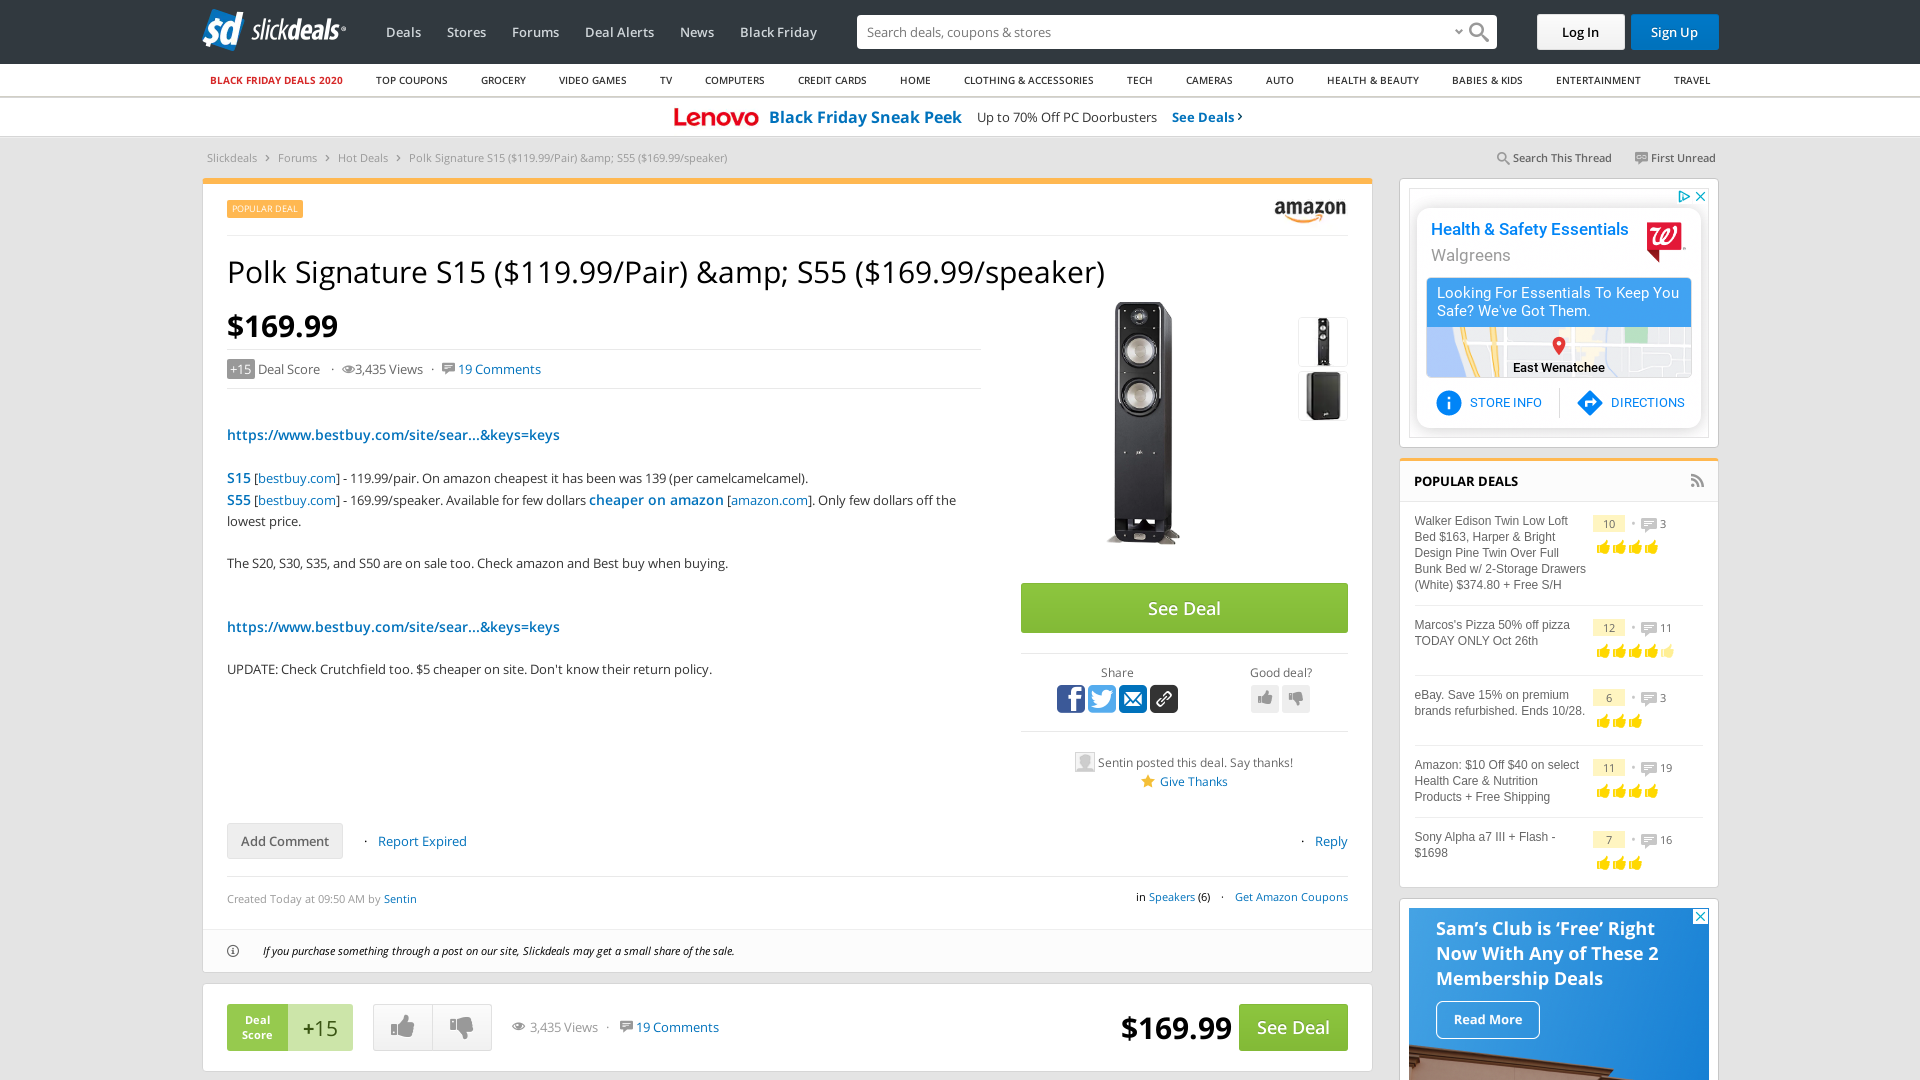 sd slickdeals
Deals Stores Forums Deal Alerts News Black Friday
Search deals, coupons & stores
Log In
Sign Up
BLACK FRIDAY DEALS 2020 TOP COUPONS GROCERY VIDEO GAMES TV COMPUTERS CREDIT CARDS HOME CLOTHING & ACCESSORIES TECH CAMERAS AUTO HEALTH & BEAUTY BABIES & KIDS ENTERTAINMENT TRAVEL
Lenovo Black Friday Sneak Peek Up to 70% Off PC Doorbusters See Deals
Slickdeals Forums Hot Deals Polk Signature S15 ($119.99/Pair) &amp; S55 ($169.99/speaker)
Search This Thread First Unread
POPULAR DEAL
amazon
Polk Signature S15 ($119.99/Pair) &amp; S55 ($169.99/speaker)
$169.99
+15 Deal Score · 3,435 Views · 19 Comments
https://www.bestbuy.com/site/sear...&keys=keys
S15 [bestbuy.com] - 119.99/pair. On amazon cheapest it has been was 139 (per camelcamelcamel).
S55 [bestbuy.com] - 169.99/speaker. Available for few dollars cheaper on amazon [amazon.com]. Only few dollars off the
lowest price.
The S20, S30, S35, and S50 are on sale too. Check amazon and Best buy when buying.
https://www.bestbuy.com/site/sear...&keys=keys
UPDATE: Check Crutchfield too. $5 cheaper on site. Don't know their return policy.
See Deal
Share
Good deal?
Sentin posted this deal. Say thanks!
Give Thanks
Add Comment · Report Expired
· Reply
Created Today at 09:50 AM by Sentin
in Speakers (6) · Get Amazon Coupons
If you purchase something through a post on our site, Slickdeals may get a small share of the sale.
Deal
Score
+15
3,435 Views · 19 Comments
$169.99
See Deal
Health & Safety Essentials
Walgreens
Looking For Essentials To Keep You
Safe? We've Got Them.
East Wenatchee
STORE INFO
DIRECTIONS
POPULAR DEALS
Walker Edison Twin Low Loft
Bed $163, Harper & Bright
Design Pine Twin Over Full
Bunk Bed w/ 2-Storage Drawers
(White) $374.80 + Free S/H
10 • 3
Marcos's Pizza 50% off pizza
TODAY ONLY Oct 26th
12 • 11
eBay. Save 15% on premium
brands refurbished. Ends 10/28.
6 • 3
Amazon: $10 Off $40 on select
Health Care & Nutrition
Products + Free Shipping
11 • 19
Sony Alpha a7 III + Flash -
$1698
7 • 16
Sam's Club is ‘Free’ Right
Now With Any of These 2
Membership Deals
Read More